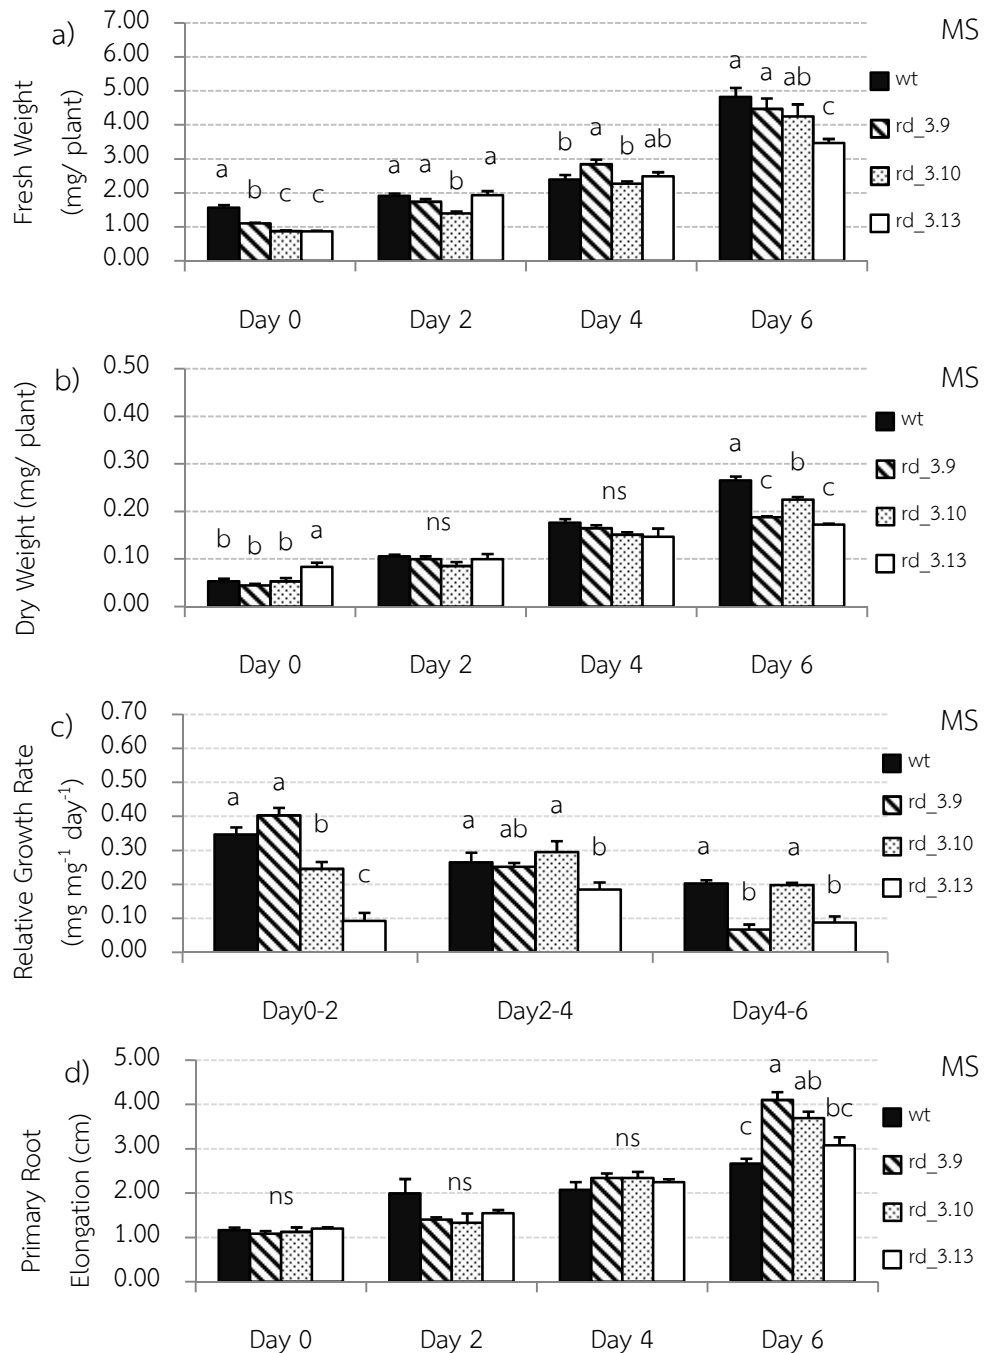 a)
MS
Fresh Weight
(mg/ plant)
7.00
6.00
5.00
4.00
3.00
2.00
1.00
0.00
a b c c
a a b a
b a b ab
a a ab c
Day 0 Day 2 Day 4 Day 6
wt
rd_3.9
rd_3.10
rd_3.13
b)
MS
Dry Weight (mg/ plant)
0.50
0.40
0.30
0.20
0.10
0.00
b b b a
ns
ns
a c b c
Day 0 Day 2 Day 4 Day 6
wt
rd_3.9
rd_3.10
rd_3.13
c)
MS
Relative Growth Rate
(mg mg⁻¹ day⁻¹)
0.70
0.60
0.50
0.40
0.30
0.20
0.10
0.00
a a b c
a ab a b
a b a b
Day0-2 Day2-4 Day4-6
wt
rd_3.9
rd_3.10
rd_3.13
d)
MS
Primary Root
Elongation (cm)
5.00
4.00
3.00
2.00
1.00
0.00
ns
ns
ns
c a ab bc
Day 0 Day 2 Day 4 Day 6
wt
rd_3.9
rd_3.10
rd_3.13